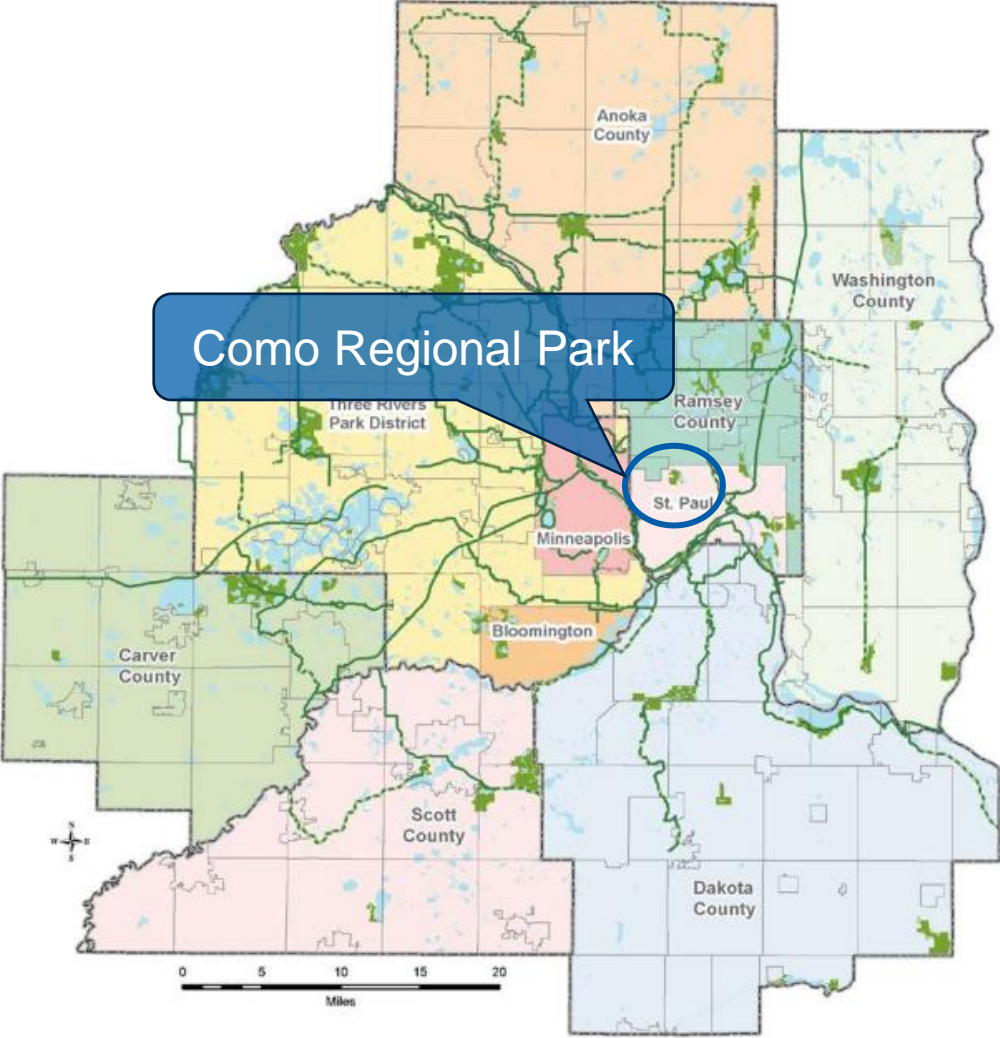 Anoka
County
Washington
County
Como Regional Park
Three Rivers
Park District
Ramsey
County
St. Paul
Minneapolis
Bloomington
Carver
County
Scott
County
Dakota
County
N
W E
S
0 5 10 15 20
Miles